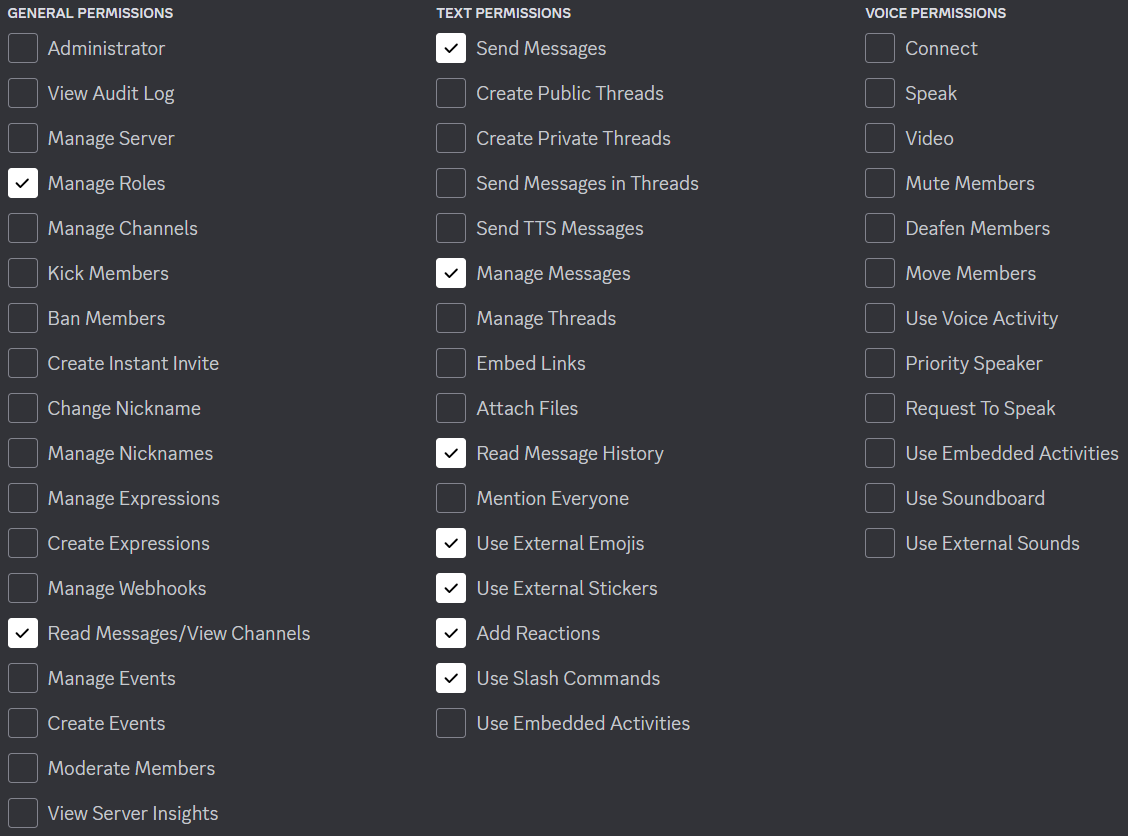 GENERAL PERMISSIONS
Administrator
View Audit Log
Manage Server
Manage Roles
Manage Channels
Kick Members
Ban Members
Create Instant Invite
Change Nickname
Manage Nicknames
Manage Expressions
Create Expressions
Manage Webhooks
Read Messages/View Channels
Manage Events
Create Events
Moderate Members
View Server Insights
TEXT PERMISSIONS
Send Messages
Create Public Threads
Create Private Threads
Send Messages in Threads
Send TTS Messages
Manage Messages
Manage Threads
Embed Links
Attach Files
Read Message History
Mention Everyone
Use External Emojis
Use External Stickers
Add Reactions
Use Slash Commands
Use Embedded Activities
VOICE PERMISSIONS
Connect
Speak
Video
Mute Members
Deafen Members
Move Members
Use Voice Activity
Priority Speaker
Request To Speak
Use Embedded Activities
Use Soundboard
Use External Sounds